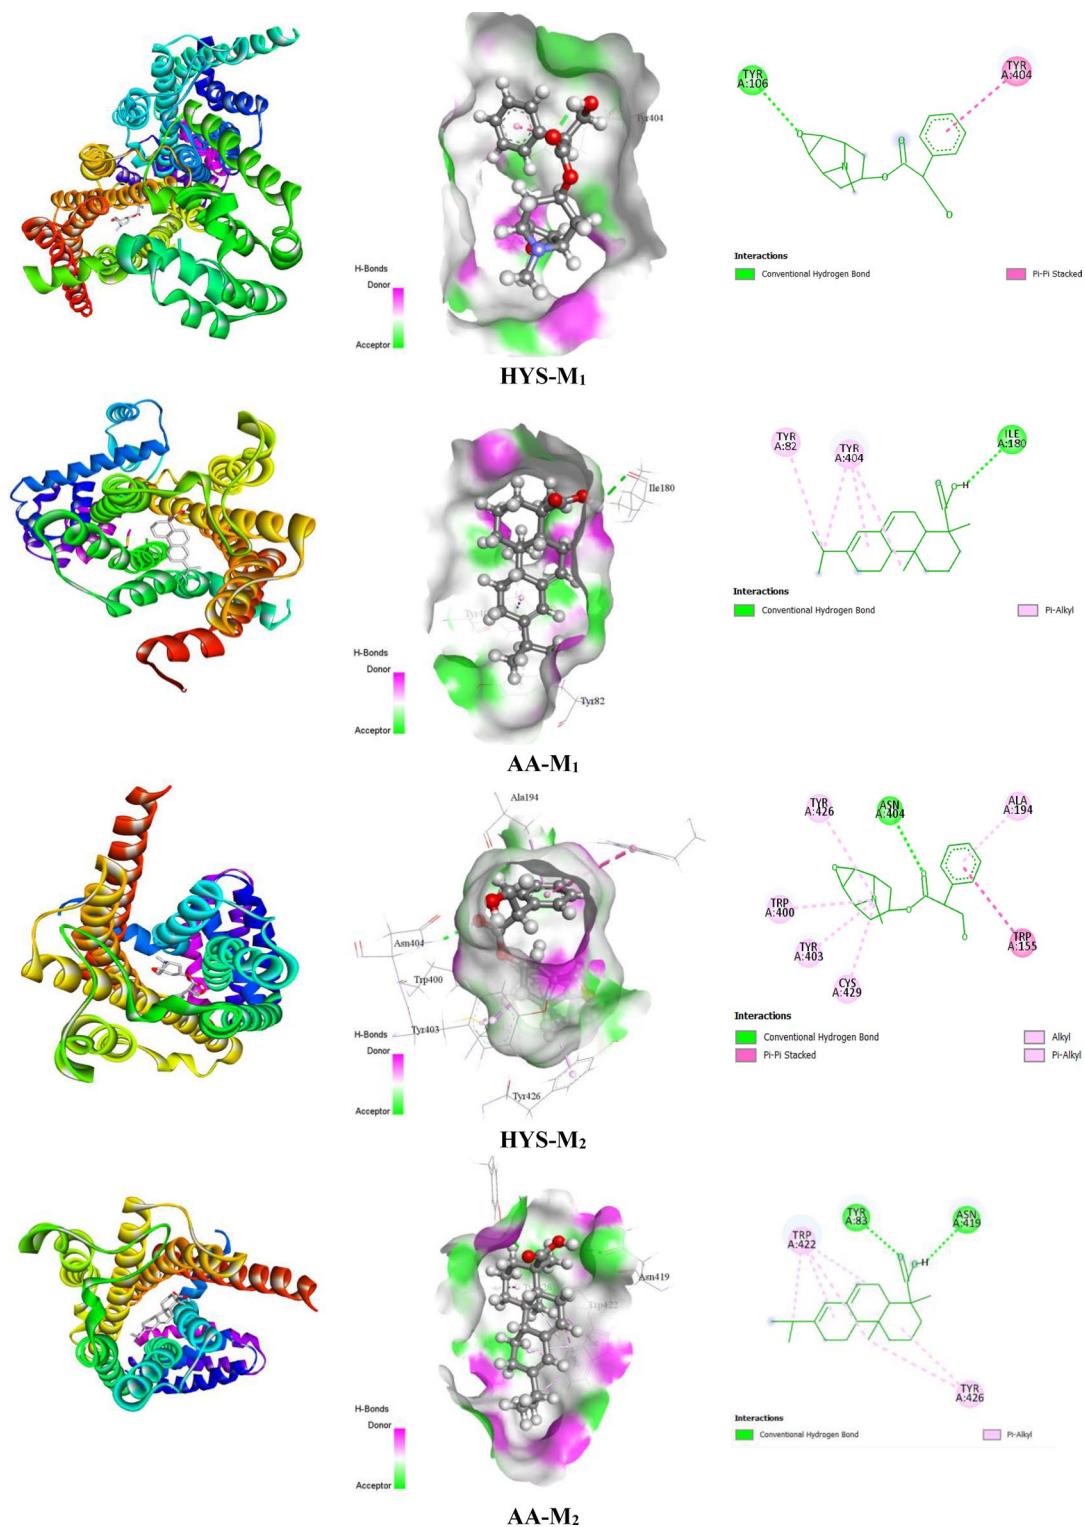 Tyr404
H-Bonds
Donor
Acceptor
TYR
A:106
TYR
A:404
O
N
O
O
O
Interactions
Conventional Hydrogen Bond
Pi-Pi Stacked
HYS-M₁
Ile180
Tyr82
H-Bonds
Donor
Acceptor
TYR
A:82
TYR
A:404
ILE
A:180
O
O
H
Interactions
Conventional Hydrogen Bond
Pi-Alkyl
AA-M₁
Ala194
Asn404
Trp400
Tyr403
Tyr426
H-Bonds
Donor
Acceptor
TYR
A:426
ASN
A:404
ALA
A:194
TRP
A:400
TYR
A:403
CYS
A:429
TRP
A:155
O
N
O
O
O
Interactions
Conventional Hydrogen Bond
Pi-Pi Stacked
Alkyl
Pi-Alkyl
HYS-M₂
Asn419
Trp422
H-Bonds
Donor
Acceptor
TRP
A:422
TYR
A:83
ASN
A:419
TYR
A:426
O
O
H
Interactions
Conventional Hydrogen Bond
Pi-Alkyl
AA-M₂